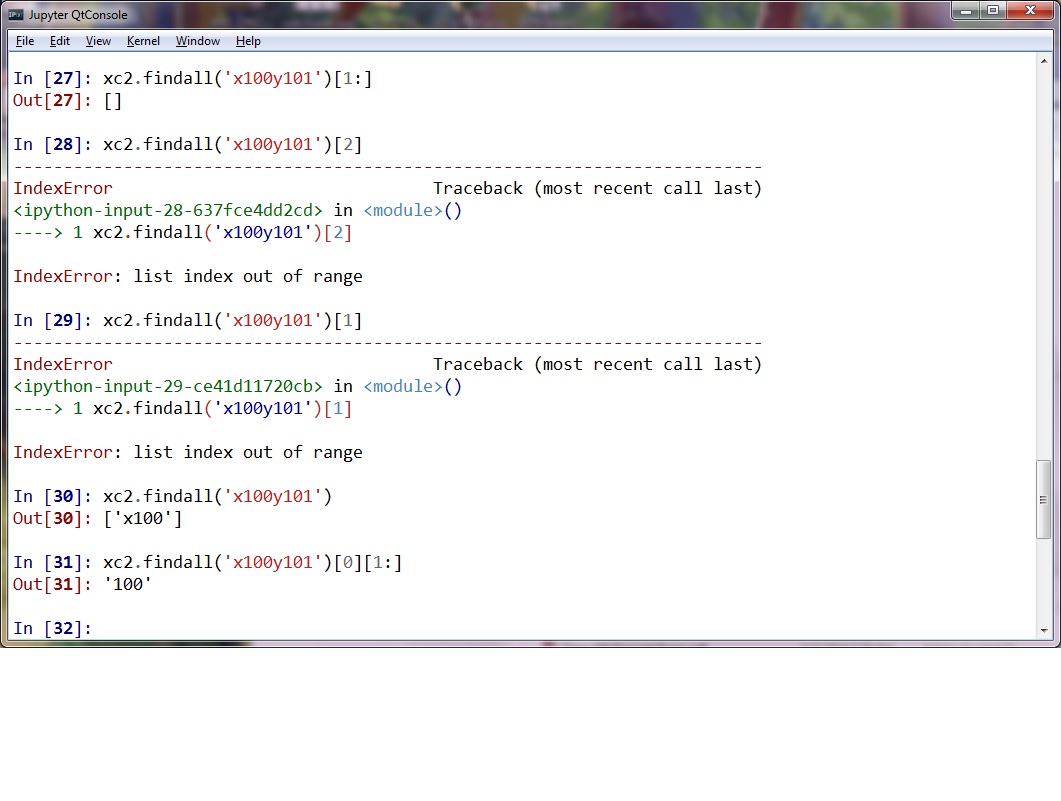 Jupyter QtConsole
File Edit View Kernel Window Help
In [27]: xc2.findall('x100y101')[1:]
Out[27]: []
In [28]: xc2.findall('x100y101')[2]
---------------------------------------------------------------------------
IndexError Traceback (most recent call last)
<ipython-input-28-637fce4dd2cd> in <module>()
----> 1 xc2.findall('x100y101')[2]
IndexError: list index out of range
In [29]: xc2.findall('x100y101')[1]
---------------------------------------------------------------------------
IndexError Traceback (most recent call last)
<ipython-input-29-ce41d11720cb> in <module>()
----> 1 xc2.findall('x100y101')[1]
IndexError: list index out of range
In [30]: xc2.findall('x100y101')
Out[30]: ['x100']
In [31]: xc2.findall('x100y101')[0][1:]
Out[31]: '100'
In [32]: